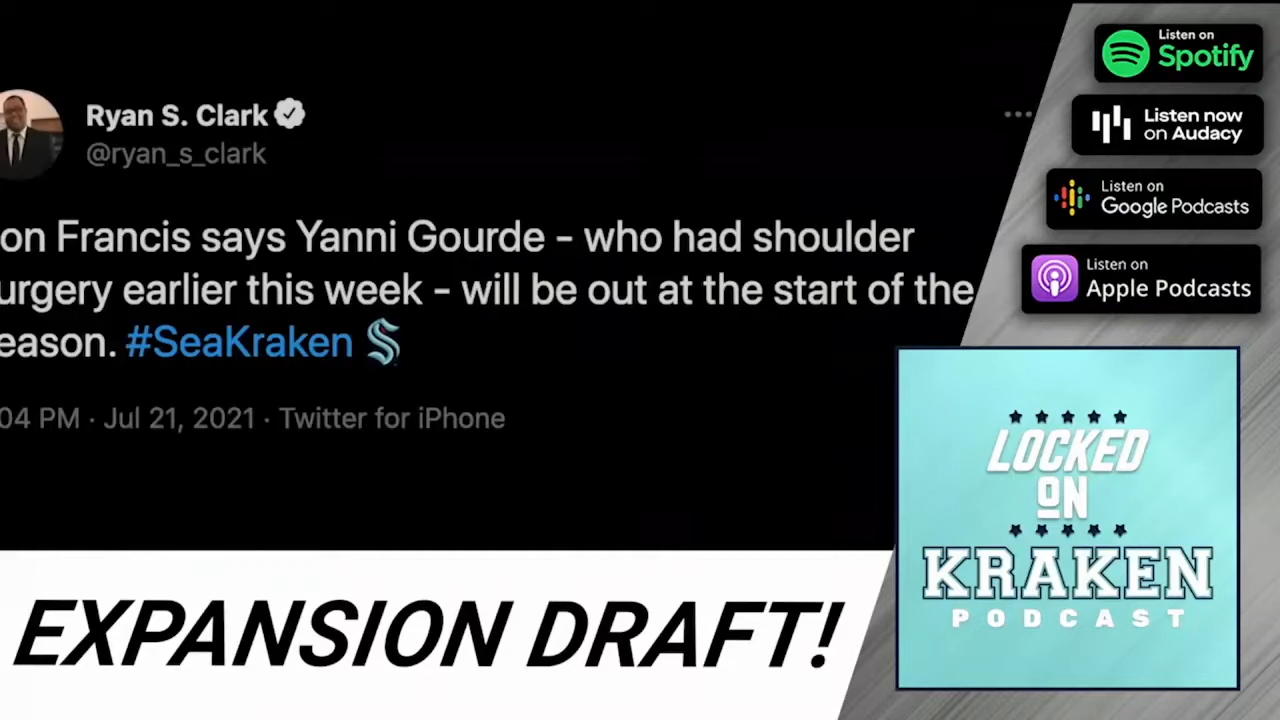 Ryan S. Clark
@ryan_s_clark
on Francis says Yanni Gourde - who had shoulder
urgery earlier this week - will be out at the start of the
eason. #SeaKraken
04 PM · Jul 21, 2021 · Twitter for iPhone
EXPANSION DRAFT!
Listen on
Spotify
Listen now
on Audacy
Listen on
Google Podcasts
Listen on
Apple Podcasts
LOCKED
ON
KRAKEN
PODCAST